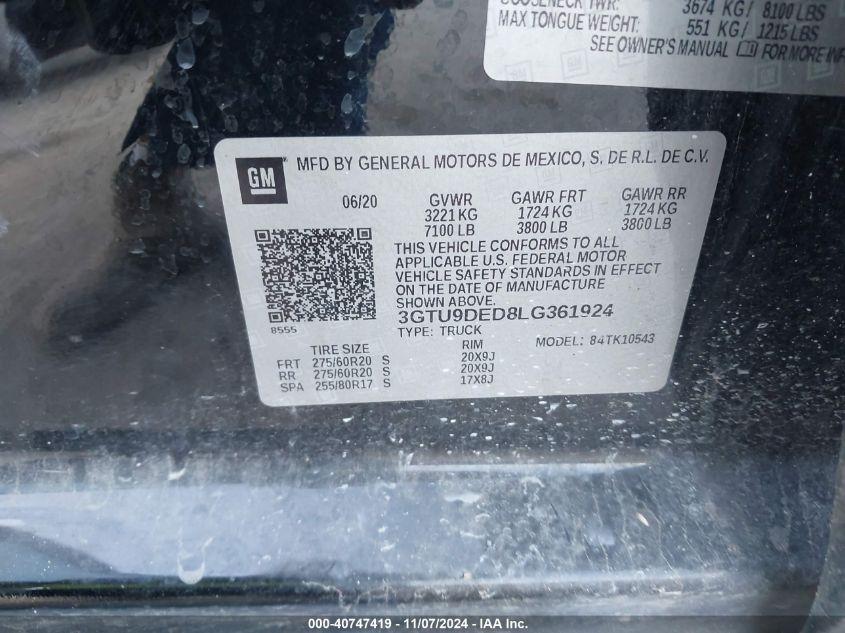 GOOSENECK TWR: 3674 KG/ 8100 LBS
MAX TONGUE WEIGHT: 551 KG/ 1215 LBS
SEE OWNER'S MANUAL FOR MORE INF
GM
MFD BY GENERAL MOTORS DE MEXICO, S. DE R.L. DE C.V.
06/20 GVWR GAWR FRT GAWR RR
3221 KG 1724 KG 1724 KG
7100 LB 3800 LB 3800 LB
THIS VEHICLE CONFORMS TO ALL
APPLICABLE U.S. FEDERAL MOTOR
VEHICLE SAFETY STANDARDS IN EFFECT
ON THE DATE OF MANUFACTURE
SHOWN ABOVE.
8555
3GTU9DED8LG361924
TYPE: TRUCK MODEL: 84TK10543
TIRE SIZE RIM
FRT 275/60R20 S 20X9J
RR 275/60R20 S 20X9J
SPA 255/80R17 S 17X8J
000-40747419 - 11/07/2024 - IAA Inc.